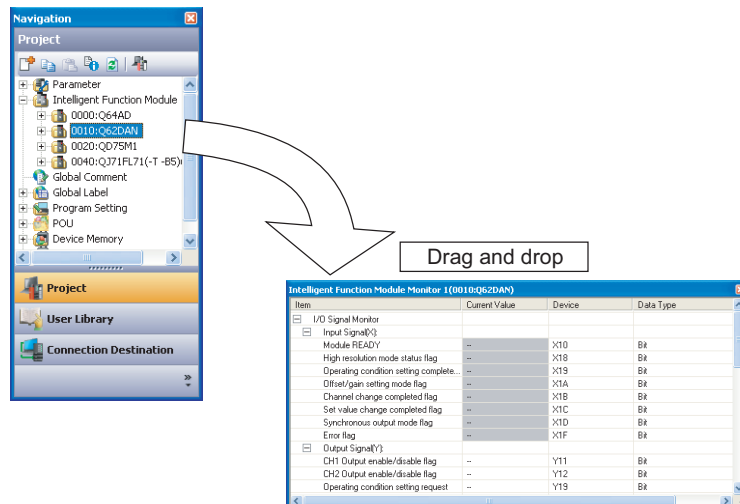 Navigation
Project
Parameter
Intelligent Function Module
0000:Q64AD
0010:Q62DAN
0020:QD75M1
0040:QJ71FL71(-T -B5)(
Global Comment
Global Label
Program Setting
POU
Device Memory
Project
User Library
Connection Destination
Drag and drop
Intelligent Function Module Monitor 1(0010:Q62DAN)
Item Current Value Device Data Type
I/O Signal Monitor
Input Signal(X):
Module READY -- X10 Bit
High resolution mode status flag -- X18 Bit
Operating condition setting complete... -- X19 Bit
Offset/gain setting mode flag -- X1A Bit
Channel change completed flag -- X1B Bit
Set value change completed flag -- X1C Bit
Synchronous output mode flag -- X1D Bit
Error flag -- X1F Bit
Output Signal(Y):
CH1 Output enable/disable flag -- Y11 Bit
CH2 Output enable/disable flag -- Y12 Bit
Operating condition setting request -- Y19 Bit